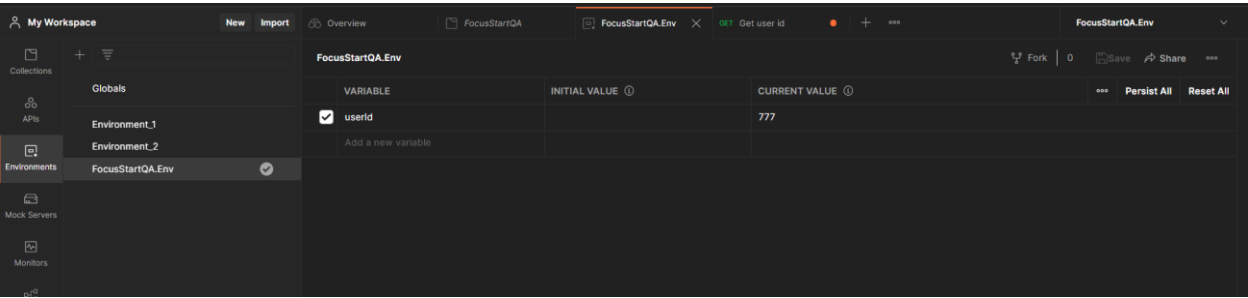 My Workspace New Import Overview FocusStartQA FocusStartQA.Env GET Get user id FocusStartQA.Env
Collections
APIs
Environments
Mock Servers
Monitors
Globals
Environment_1
Environment_2
FocusStartQA.Env
FocusStartQA.Env Fork 0 Save Share
VARIABLE INITIAL VALUE CURRENT VALUE Persist All Reset All
userId 777
Add a new variable